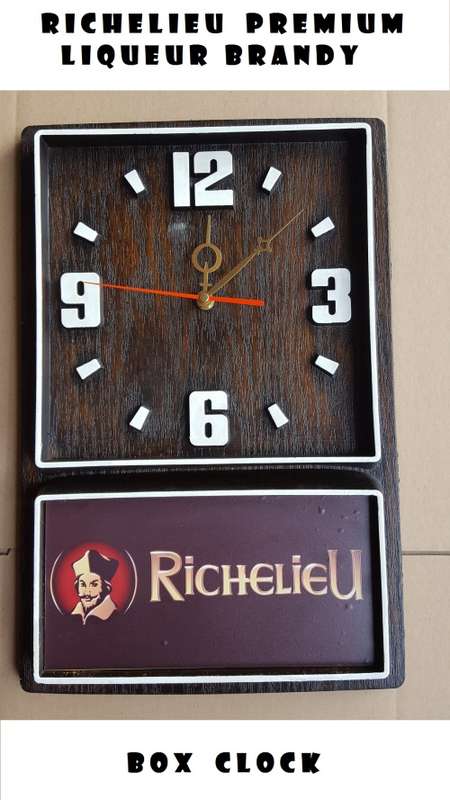 RICHELIEU PREMIUM
LIQUEUR BRANDY
12
9
3
6
RICHELIEU
BOX CLOCK